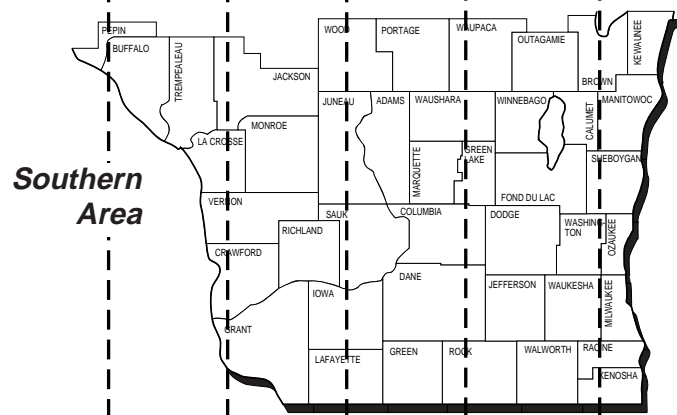 PEPIN
BUFFALO
TREMPEALEAU
JACKSON
WOOD
PORTAGE
WAUPACA
OUTAGAMIE
BROWN
KEWAUNEE
LA CROSSE
MONROE
JUNEAU
ADAMS
WAUSHARA
WINNEBAGO
CALUMET
MANITOWOC
MARQUETTE
GREEN
LAKE
SHEBOYGAN
Southern
Area
VERNON
FOND DU LAC
SAUK
COLUMBIA
DODGE
WASHING-
TON
OZAUKEE
RICHLAND
CRAWFORD
IOWA
DANE
JEFFERSON
WAUKESHA
MILWAUKEE
GRANT
LAFAYETTE
GREEN
ROCK
WALWORTH
RACINE
KENOSHA